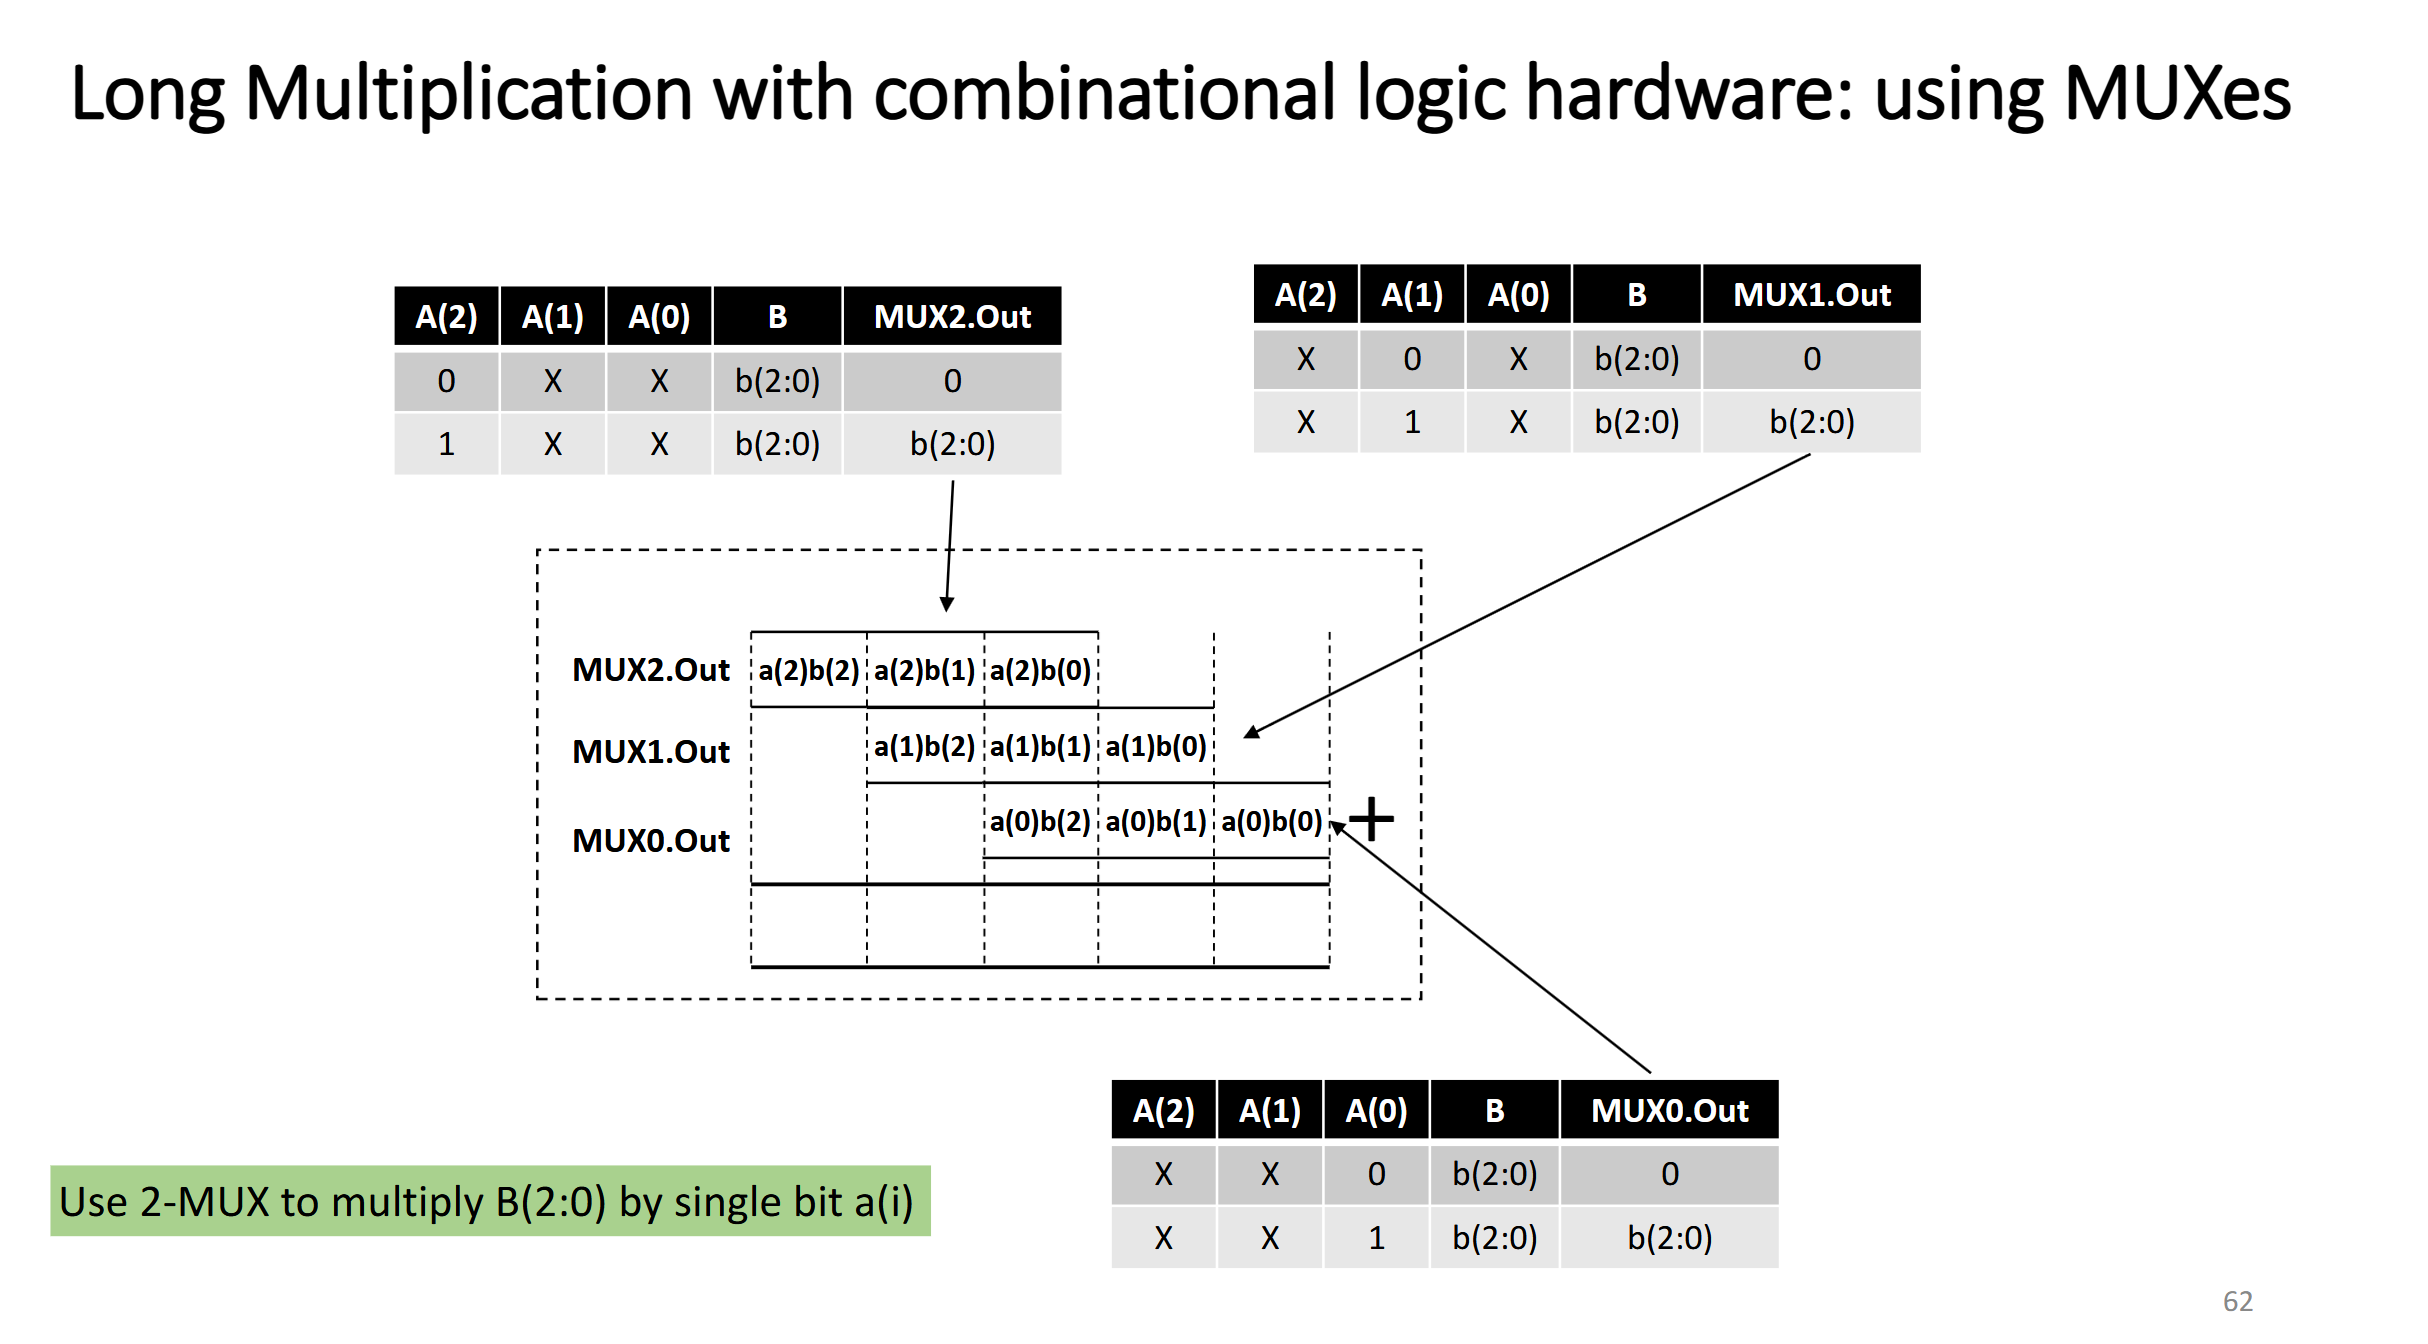 Long Multiplication with combinational logic hardware: using MUXes
A(2) A(1) A(0) B MUX2.Out
0 X X b(2:0) 0
1 X X b(2:0) b(2:0)
A(2) A(1) A(0) B MUX1.Out
X 0 X b(2:0) 0
X 1 X b(2:0) b(2:0)
MUX2.Out a(2)b(2) a(2)b(1) a(2)b(0)
MUX1.Out a(1)b(2) a(1)b(1) a(1)b(0)
MUX0.Out a(0)b(2) a(0)b(1) a(0)b(0) +
A(2) A(1) A(0) B MUX0.Out
X X 0 b(2:0) 0
X X 1 b(2:0) b(2:0)
Use 2-MUX to multiply B(2:0) by single bit a(i)
62